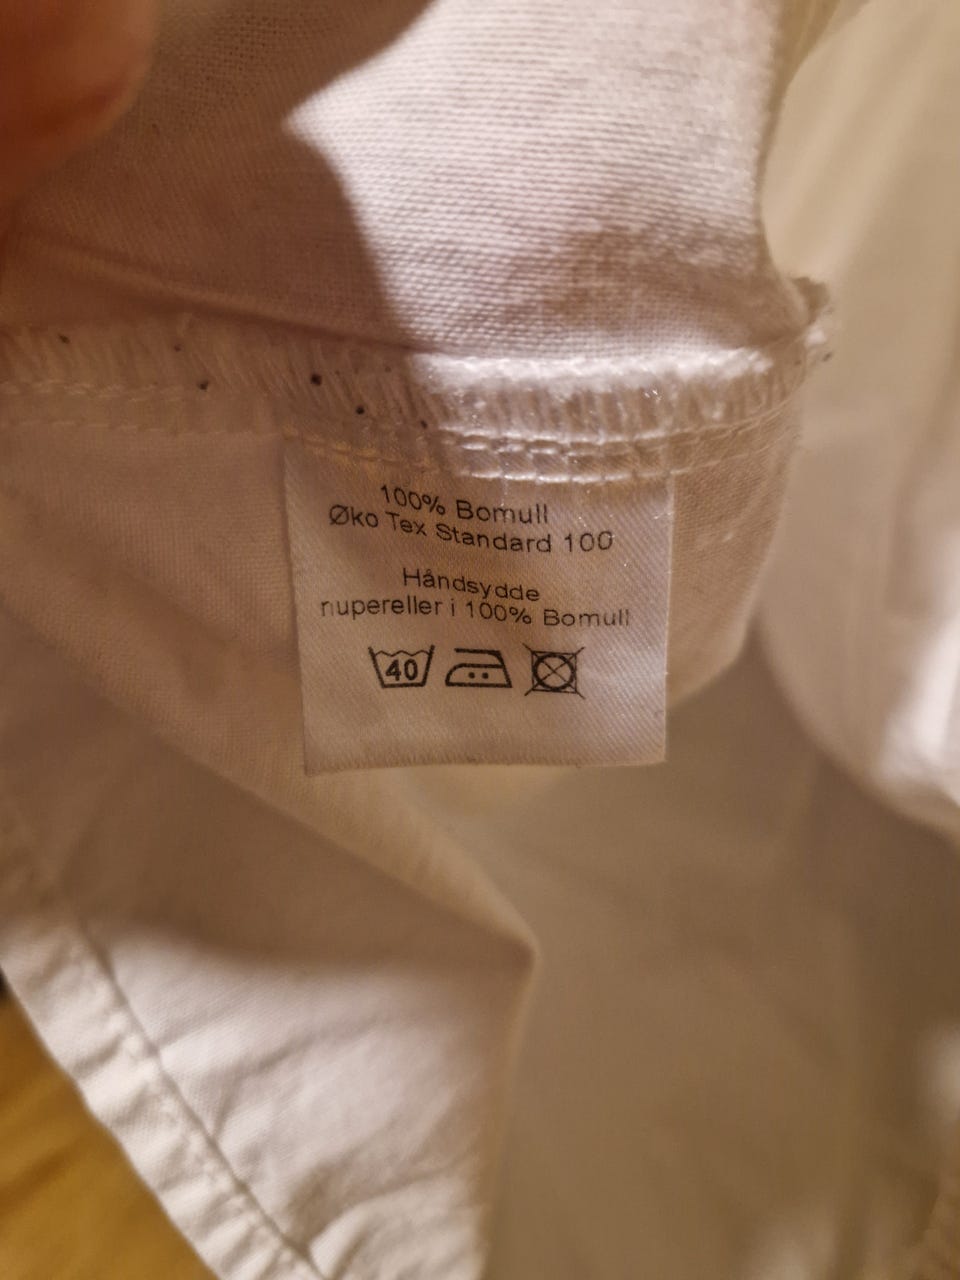 100% Bomull
Øko Tex Standard 100
Håndsydde
nupereller i 100% Bomull
40